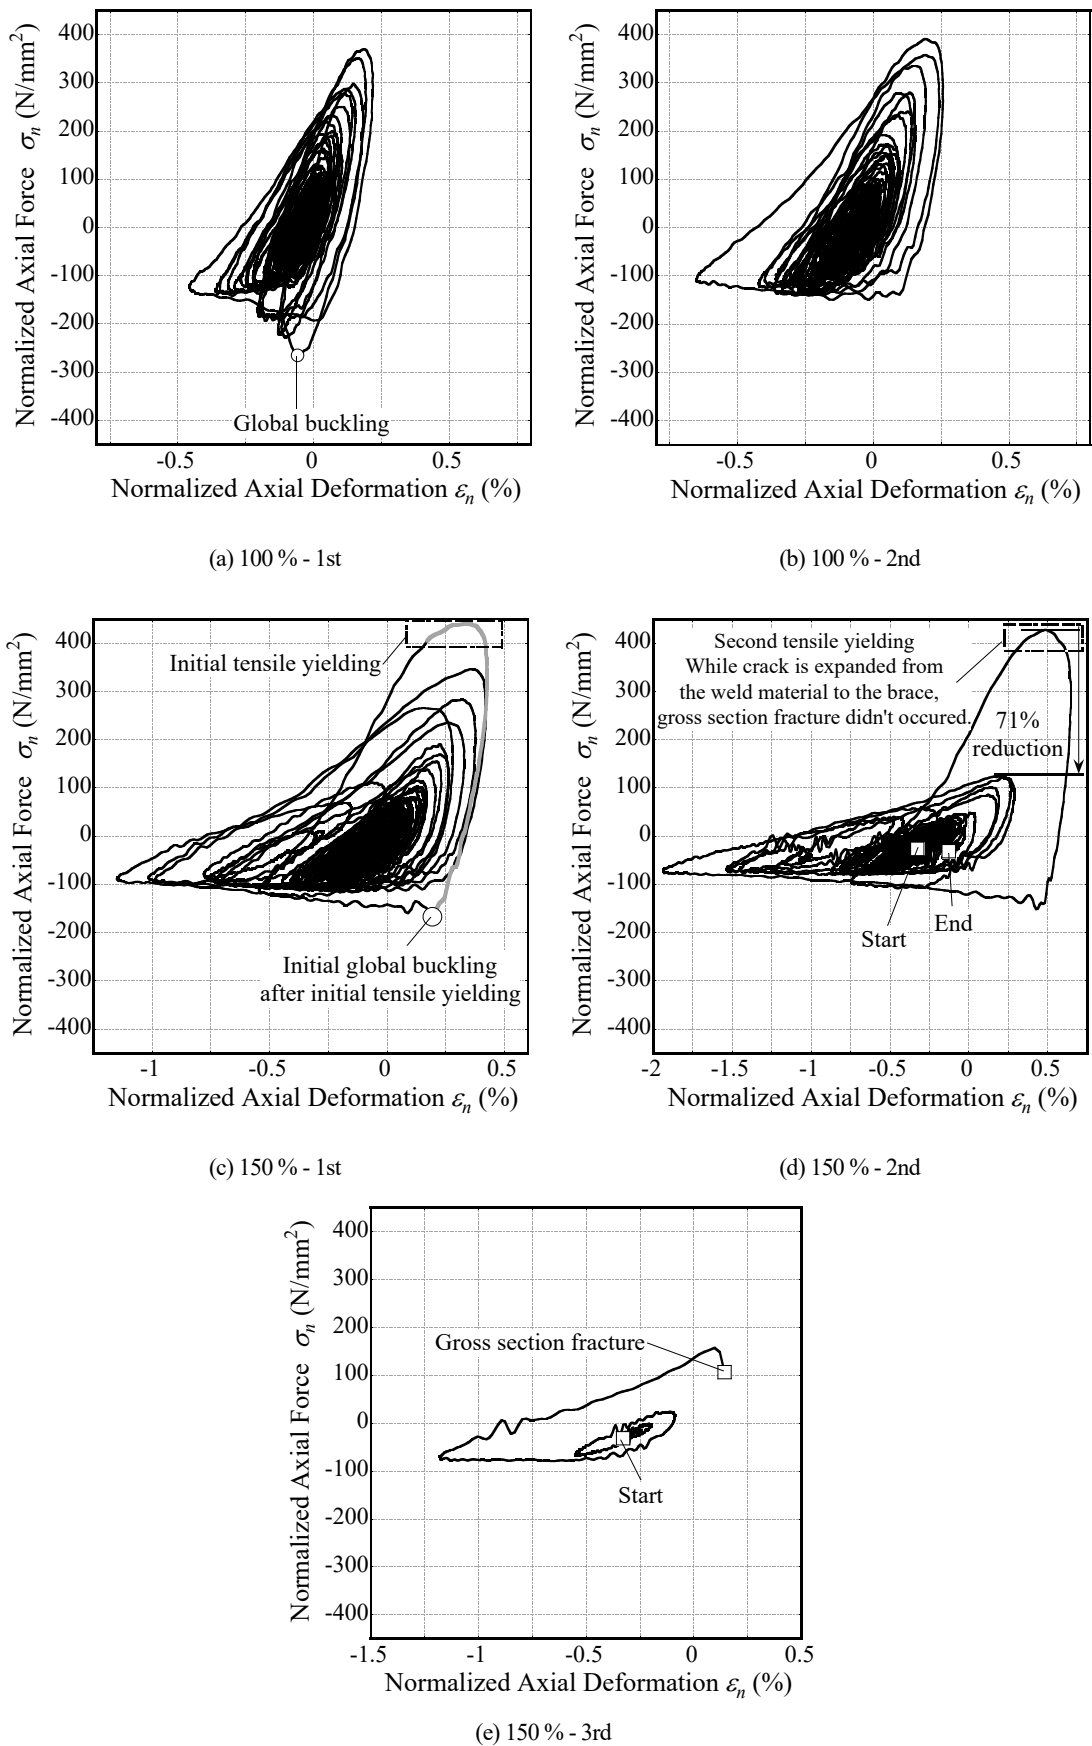 400
300
200
100
0
-100
-200
-300
-400
Normalized Axial Force σn (N/mm2)
Global buckling
-0.5
0
0.5
Normalized Axial Deformation εn (%)
(a) 100 % - 1st
400
300
200
100
0
-100
-200
-300
-400
Normalized Axial Force σn (N/mm2)
-0.5
0
0.5
Normalized Axial Deformation εn (%)
(b) 100 % - 2nd
400
300
200
100
0
-100
-200
-300
-400
Normalized Axial Force σn (N/mm2)
Initial tensile yielding
Initial global buckling
after initial tensile yielding
-1
-0.5
0
0.5
Normalized Axial Deformation εn (%)
(c) 150 % - 1st
400
300
200
100
0
-100
-200
-300
-400
Normalized Axial Force σn (N/mm2)
Second tensile yielding
While crack is expanded from
the weld material to the brace,
gross section fracture didn't occured.
71%
reduction
Start
End
-2
-1.5
-1
-0.5
0
0.5
Normalized Axial Deformation εn (%)
(d) 150 % - 2nd
400
300
200
100
0
-100
-200
-300
-400
Normalized Axial Force σn (N/mm2)
Gross section fracture
Start
-1.5
-1
-0.5
0
0.5
Normalized Axial Deformation εn (%)
(e) 150 % - 3rd